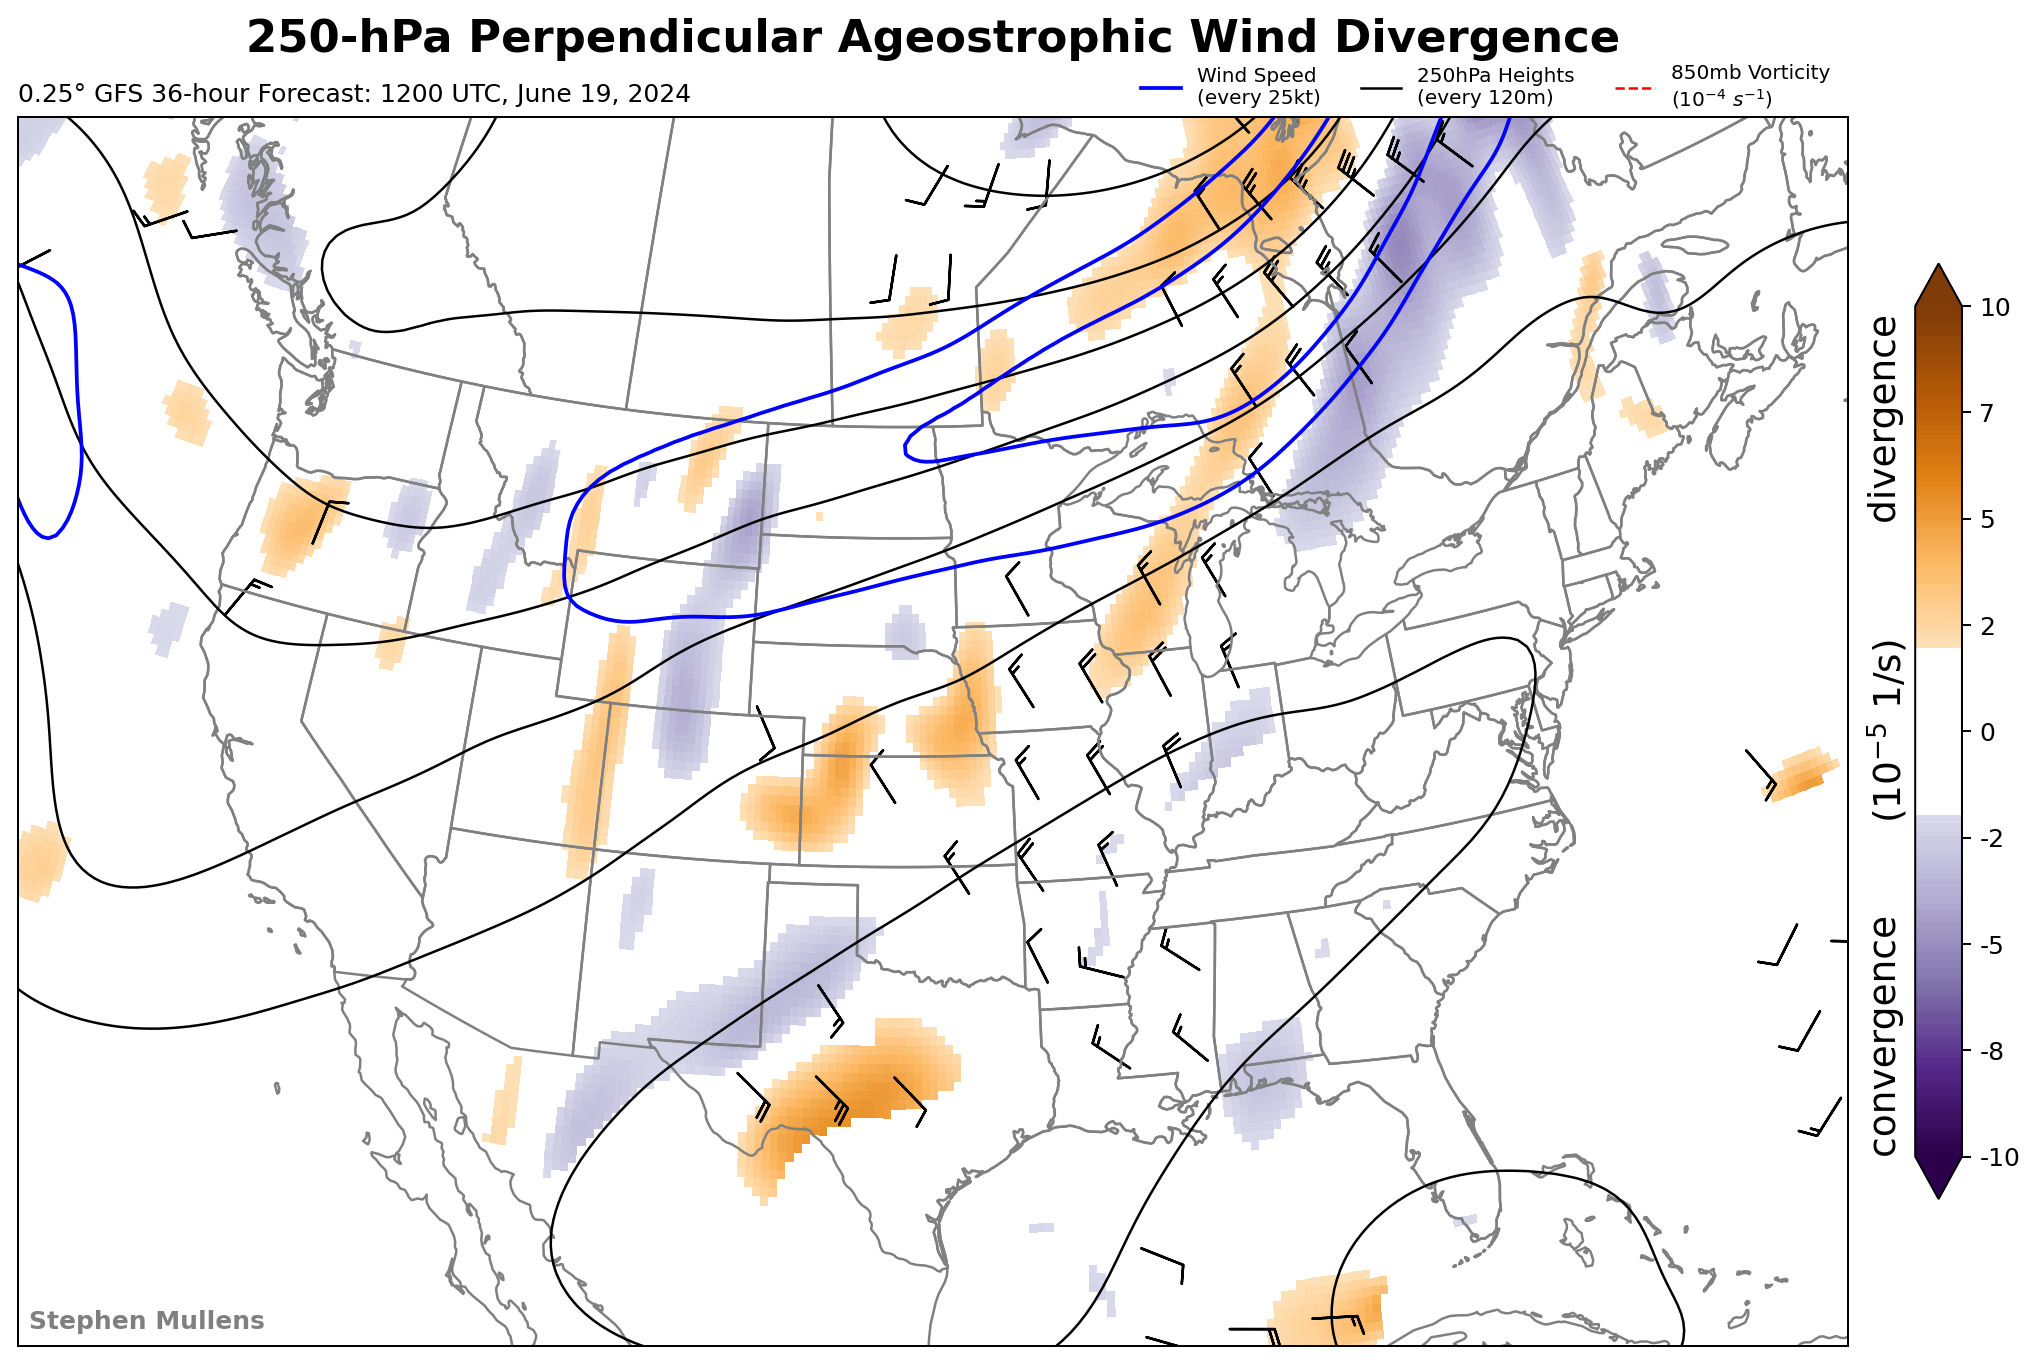 250-hPa Perpendicular Ageostrophic Wind Divergence
0.25° GFS 36-hour Forecast: 1200 UTC, June 19, 2024
Wind Speed
(every 25kt)
250hPa Heights
(every 120m)
850mb Vorticity
(10⁻⁴ s⁻¹)
10
7
5
2
0
-2
-5
-8
-10
convergence (10⁻⁵ 1/s) divergence
Stephen Mullens